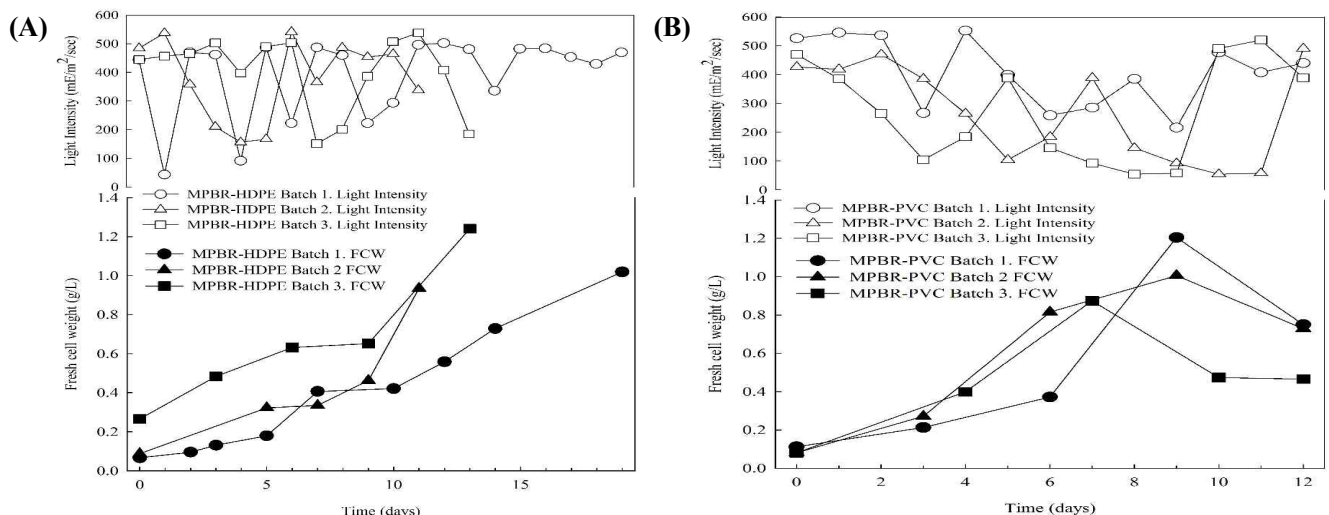 (A)
600
500
400
300
200
100
0
Light Intensity (mE/m²/sec)
MPBR-HDPE Batch 1. Light Intensity
MPBR-HDPE Batch 2. Light Intensity
MPBR-HDPE Batch 3. Light Intensity
MPBR-HDPE Batch 1. FCW
MPBR-HDPE Batch 2 FCW
MPBR-HDPE Batch 3. FCW
1.4
1.2
1.0
0.8
0.6
0.4
0.2
0.0
Fresh cell weight (g/L)
0 5 10 15
Time (days)
(B)
600
500
400
300
200
100
0
Light Intensity (mE/m²/sec)
MPBR-PVC Batch 1. Light Intensity
MPBR-PVC Batch 2. Light Intensity
MPBR-PVC Batch 3. Light Intensity
MPBR-PVC Batch 1. FCW
MPBR-PVC Batch 2 FCW
MPBR-PVC Batch 3. FCW
1.4
1.2
1.0
0.8
0.6
0.4
0.2
0.0
Fresh cell weight (g/L)
0 2 4 6 8 10 12
Time (days)